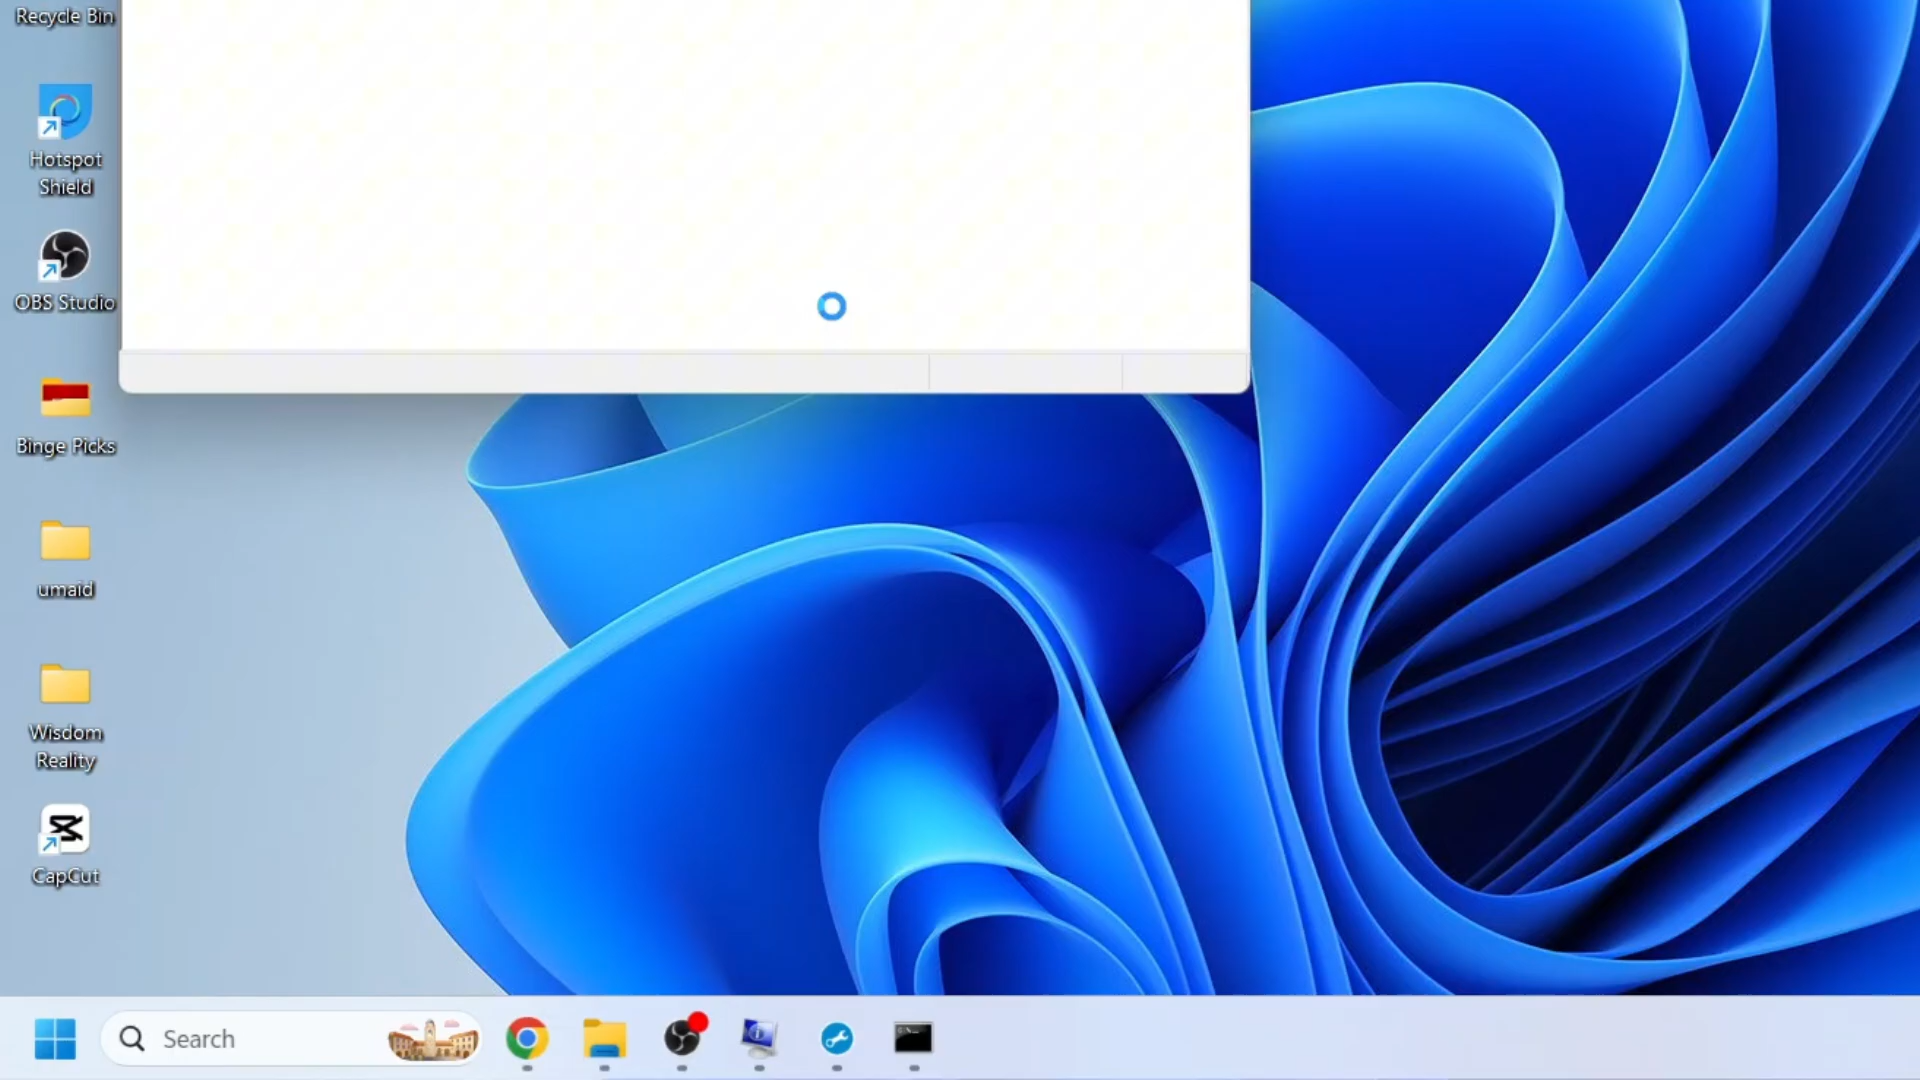 Recycle Bin
Hotspot
Shield
OBS Studio
Binge Picks
umaid
Wisdom
Reality
CapCut
Search